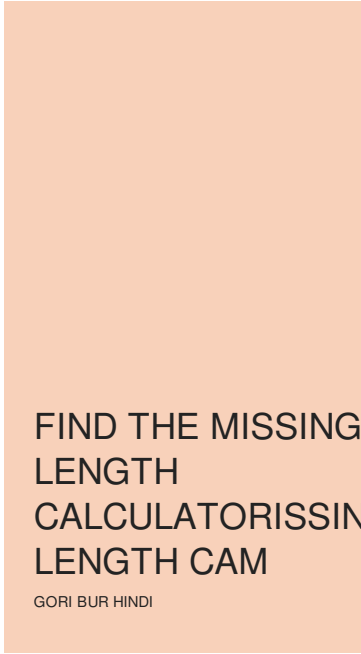 FIND THE MISSING
LENGTH
CALCULATORISSIN
LENGTH CAM
GORI BUR HINDI